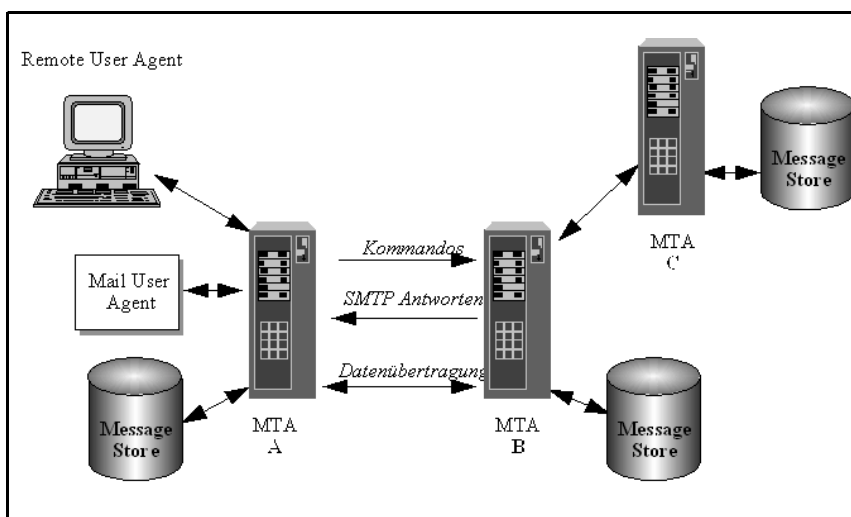 Remote User Agent
Message
Store
MTA
C
Kommandos
Mail User
Agent
SMTP Antworten
Datenübertragung
Message
Store
MTA
A
MTA
B
Message
Store